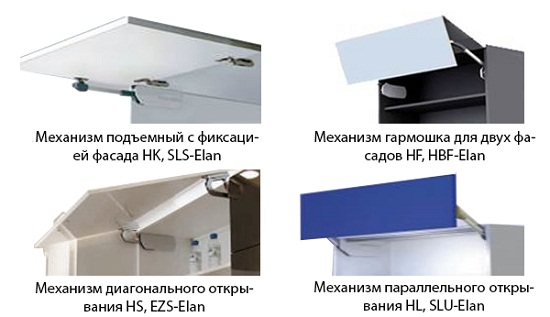 Механизм подъемный с фиксаци-
ей фасада HK, SLS-Elan
Механизм гармошка для двух фа-
садов HF, HBF-Elan
Механизм диагонального откры-
вания HS, EZS-Elan
Механизм параллельного откры-
вания HL, SLU-Elan